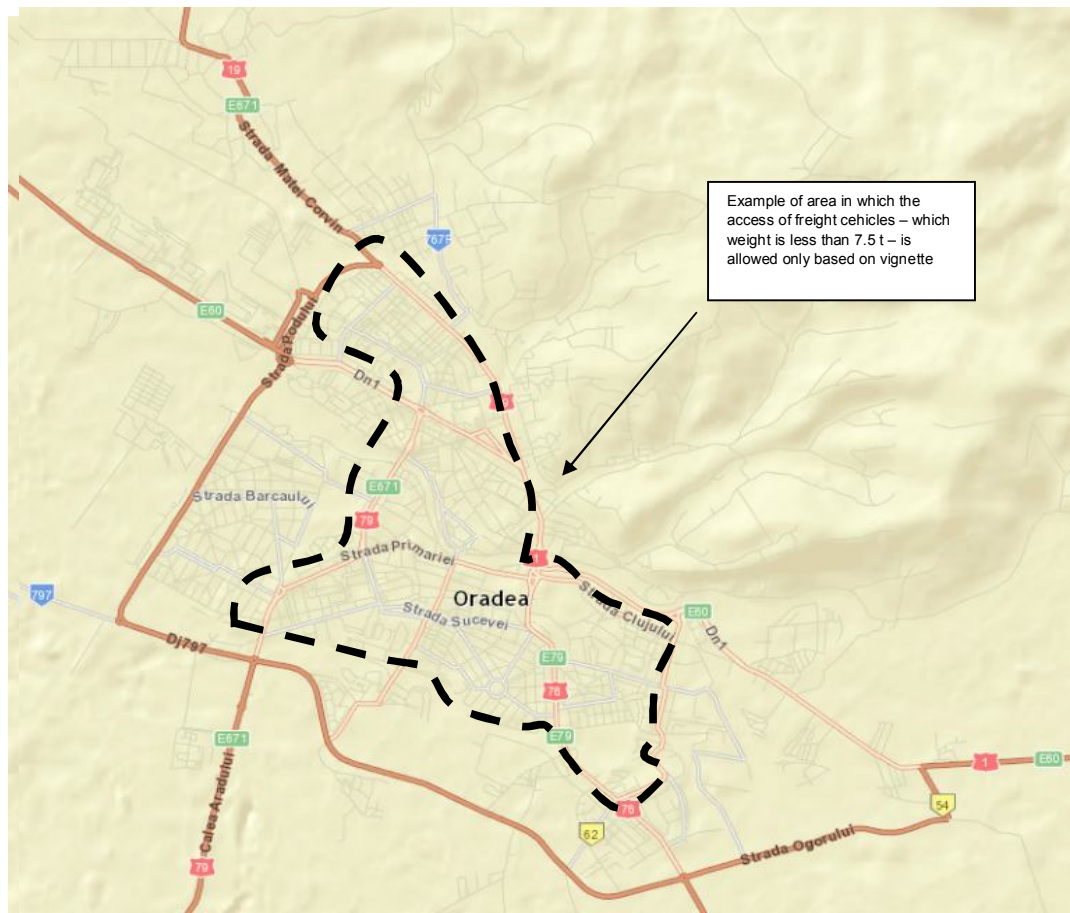 19
E671
Strada Matei Corvin
Example of area in which the
access of freight cehicles – which
weight is less than 7.5 t – is
allowed only based on vignette
767F
E60
Strada Podului
Dn1
Strada Barcaului
E671
79
Strada Primariei
1
797
Oradea
Strada Clujului
E60
Strada Sucevei
Dn1
Dj797
E79
76
E671
E79
1
E60
Calea Aradului
54
76
62
Strada Ogorului
79